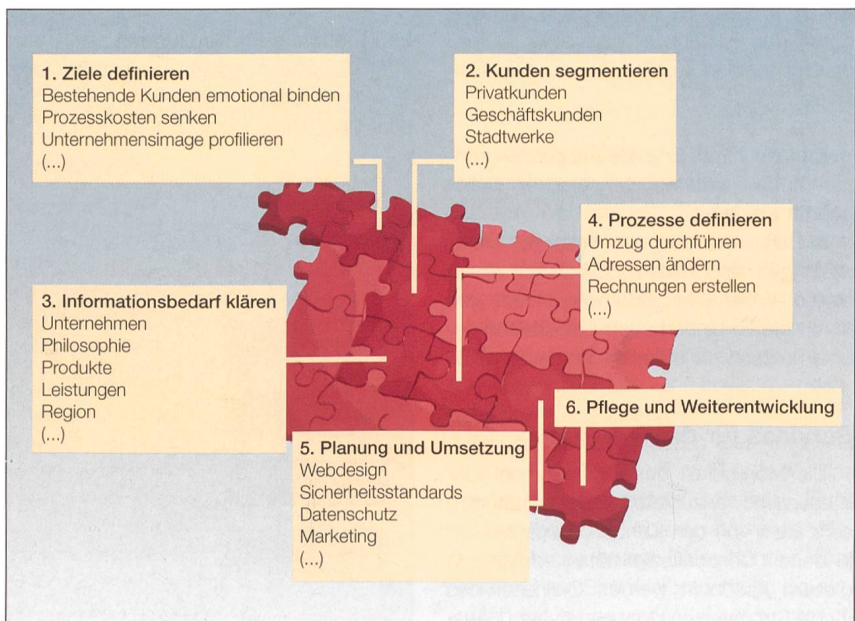 1. Ziele definieren
Bestehende Kunden emotional binden
Prozesskosten senken
Unternehmensimage profilieren
(...)
2. Kunden segmentieren
Privatkunden
Geschäftskunden
Stadtwerke
(...)
3. Informationsbedarf klären
Unternehmen
Philosophie
Produkte
Leistungen
Region
(...)
4. Prozesse definieren
Umzug durchführen
Adressen ändern
Rechnungen erstellen
(...)
5. Planung und Umsetzung
Webdesign
Sicherheitsstandards
Datenschutz
Marketing
(...)
6. Pflege und Weiterentwicklung